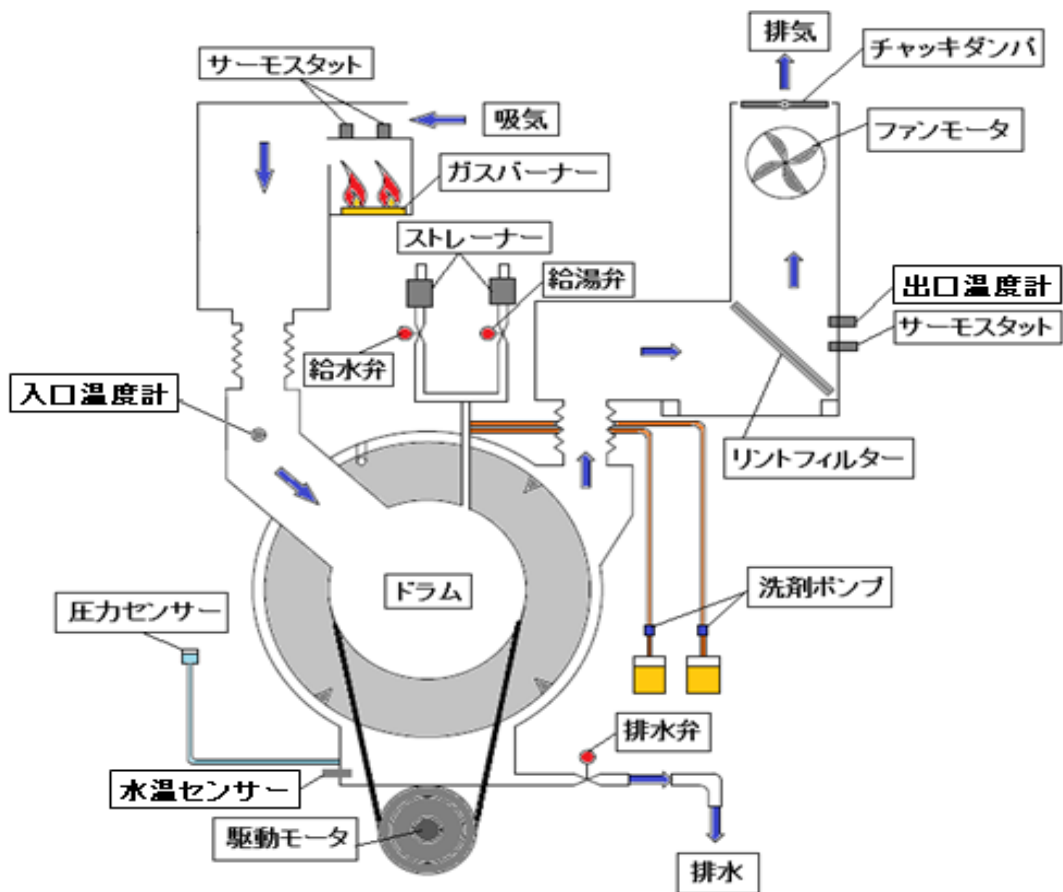 排気
チャッキダンパ
サーモスタット
吸気
ファンモータ
ガスバーナー
ストレーナー
給湯弁
出口温度計
サーモスタット
給水弁
入口温度計
リントフィルター
ドラム
洗剤ポンプ
圧力センサー
排水弁
水温センサー
駆動モータ
排水